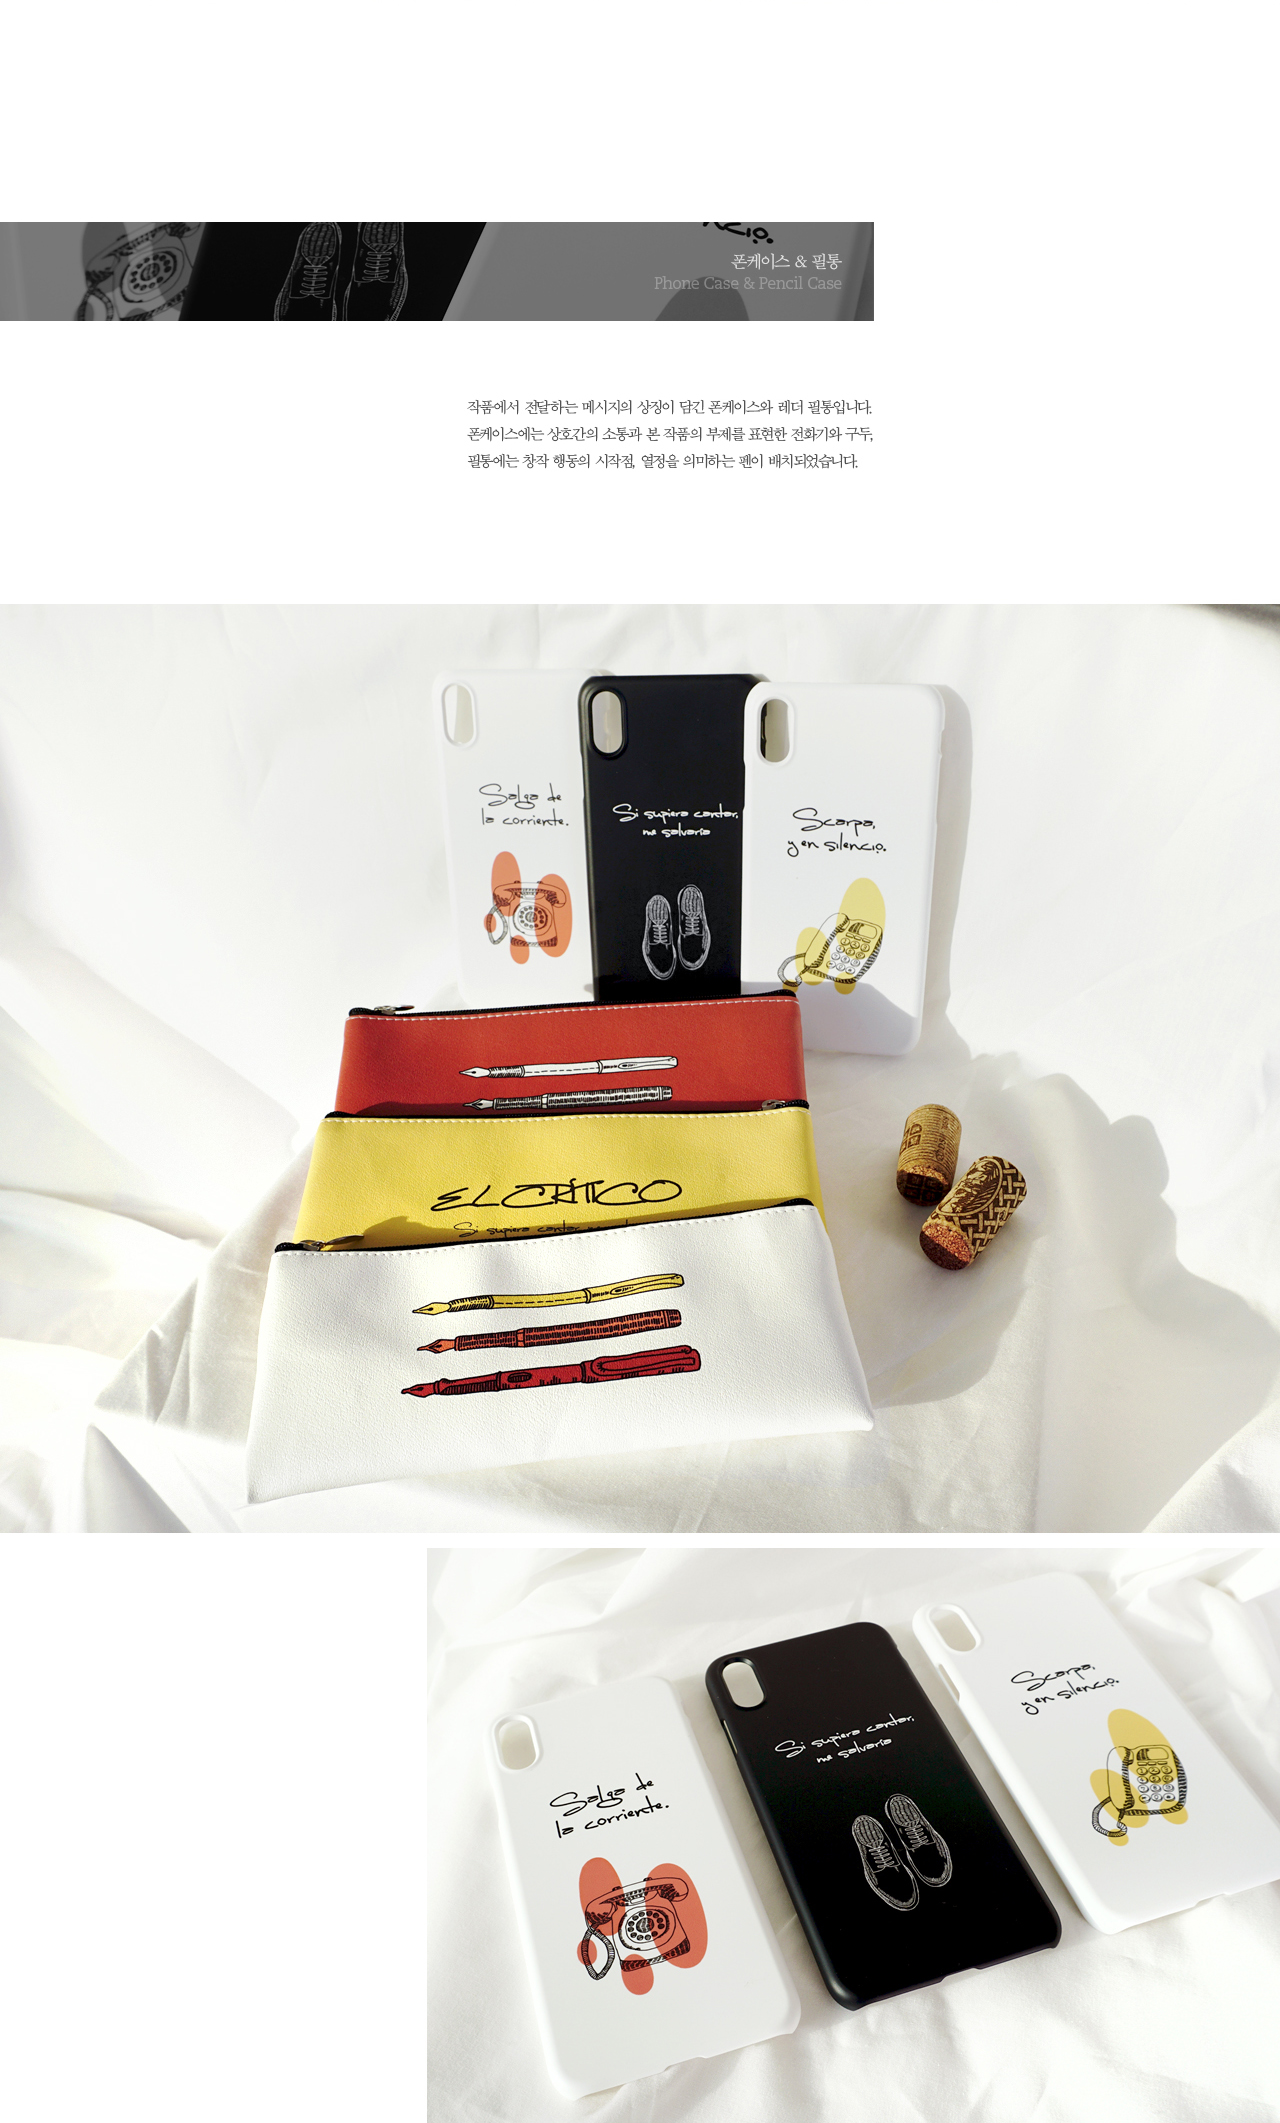 ncio.
폰케이스 & 필통
Phone Case & Pencil Case
작품에서 전달하는 메시지의 상징이 담긴 폰케이스와 레더 필통입니다.
폰케이스에는 상호간의 소통과 본 작품의 부제를 표현한 전화기와 구두,
필통에는 창작 행동의 시작점, 열정을 의미하는 펜이 배치되었습니다.
Salga de
la corriente.
Si supiera cantar,
me salvaría
Scarpa,
y en silencio.
EL CRÍTICO
Si supiera cantar
Salga de
la corriente.
Si supiera cantar,
me salvaría
Scarpa,
y en silencio.